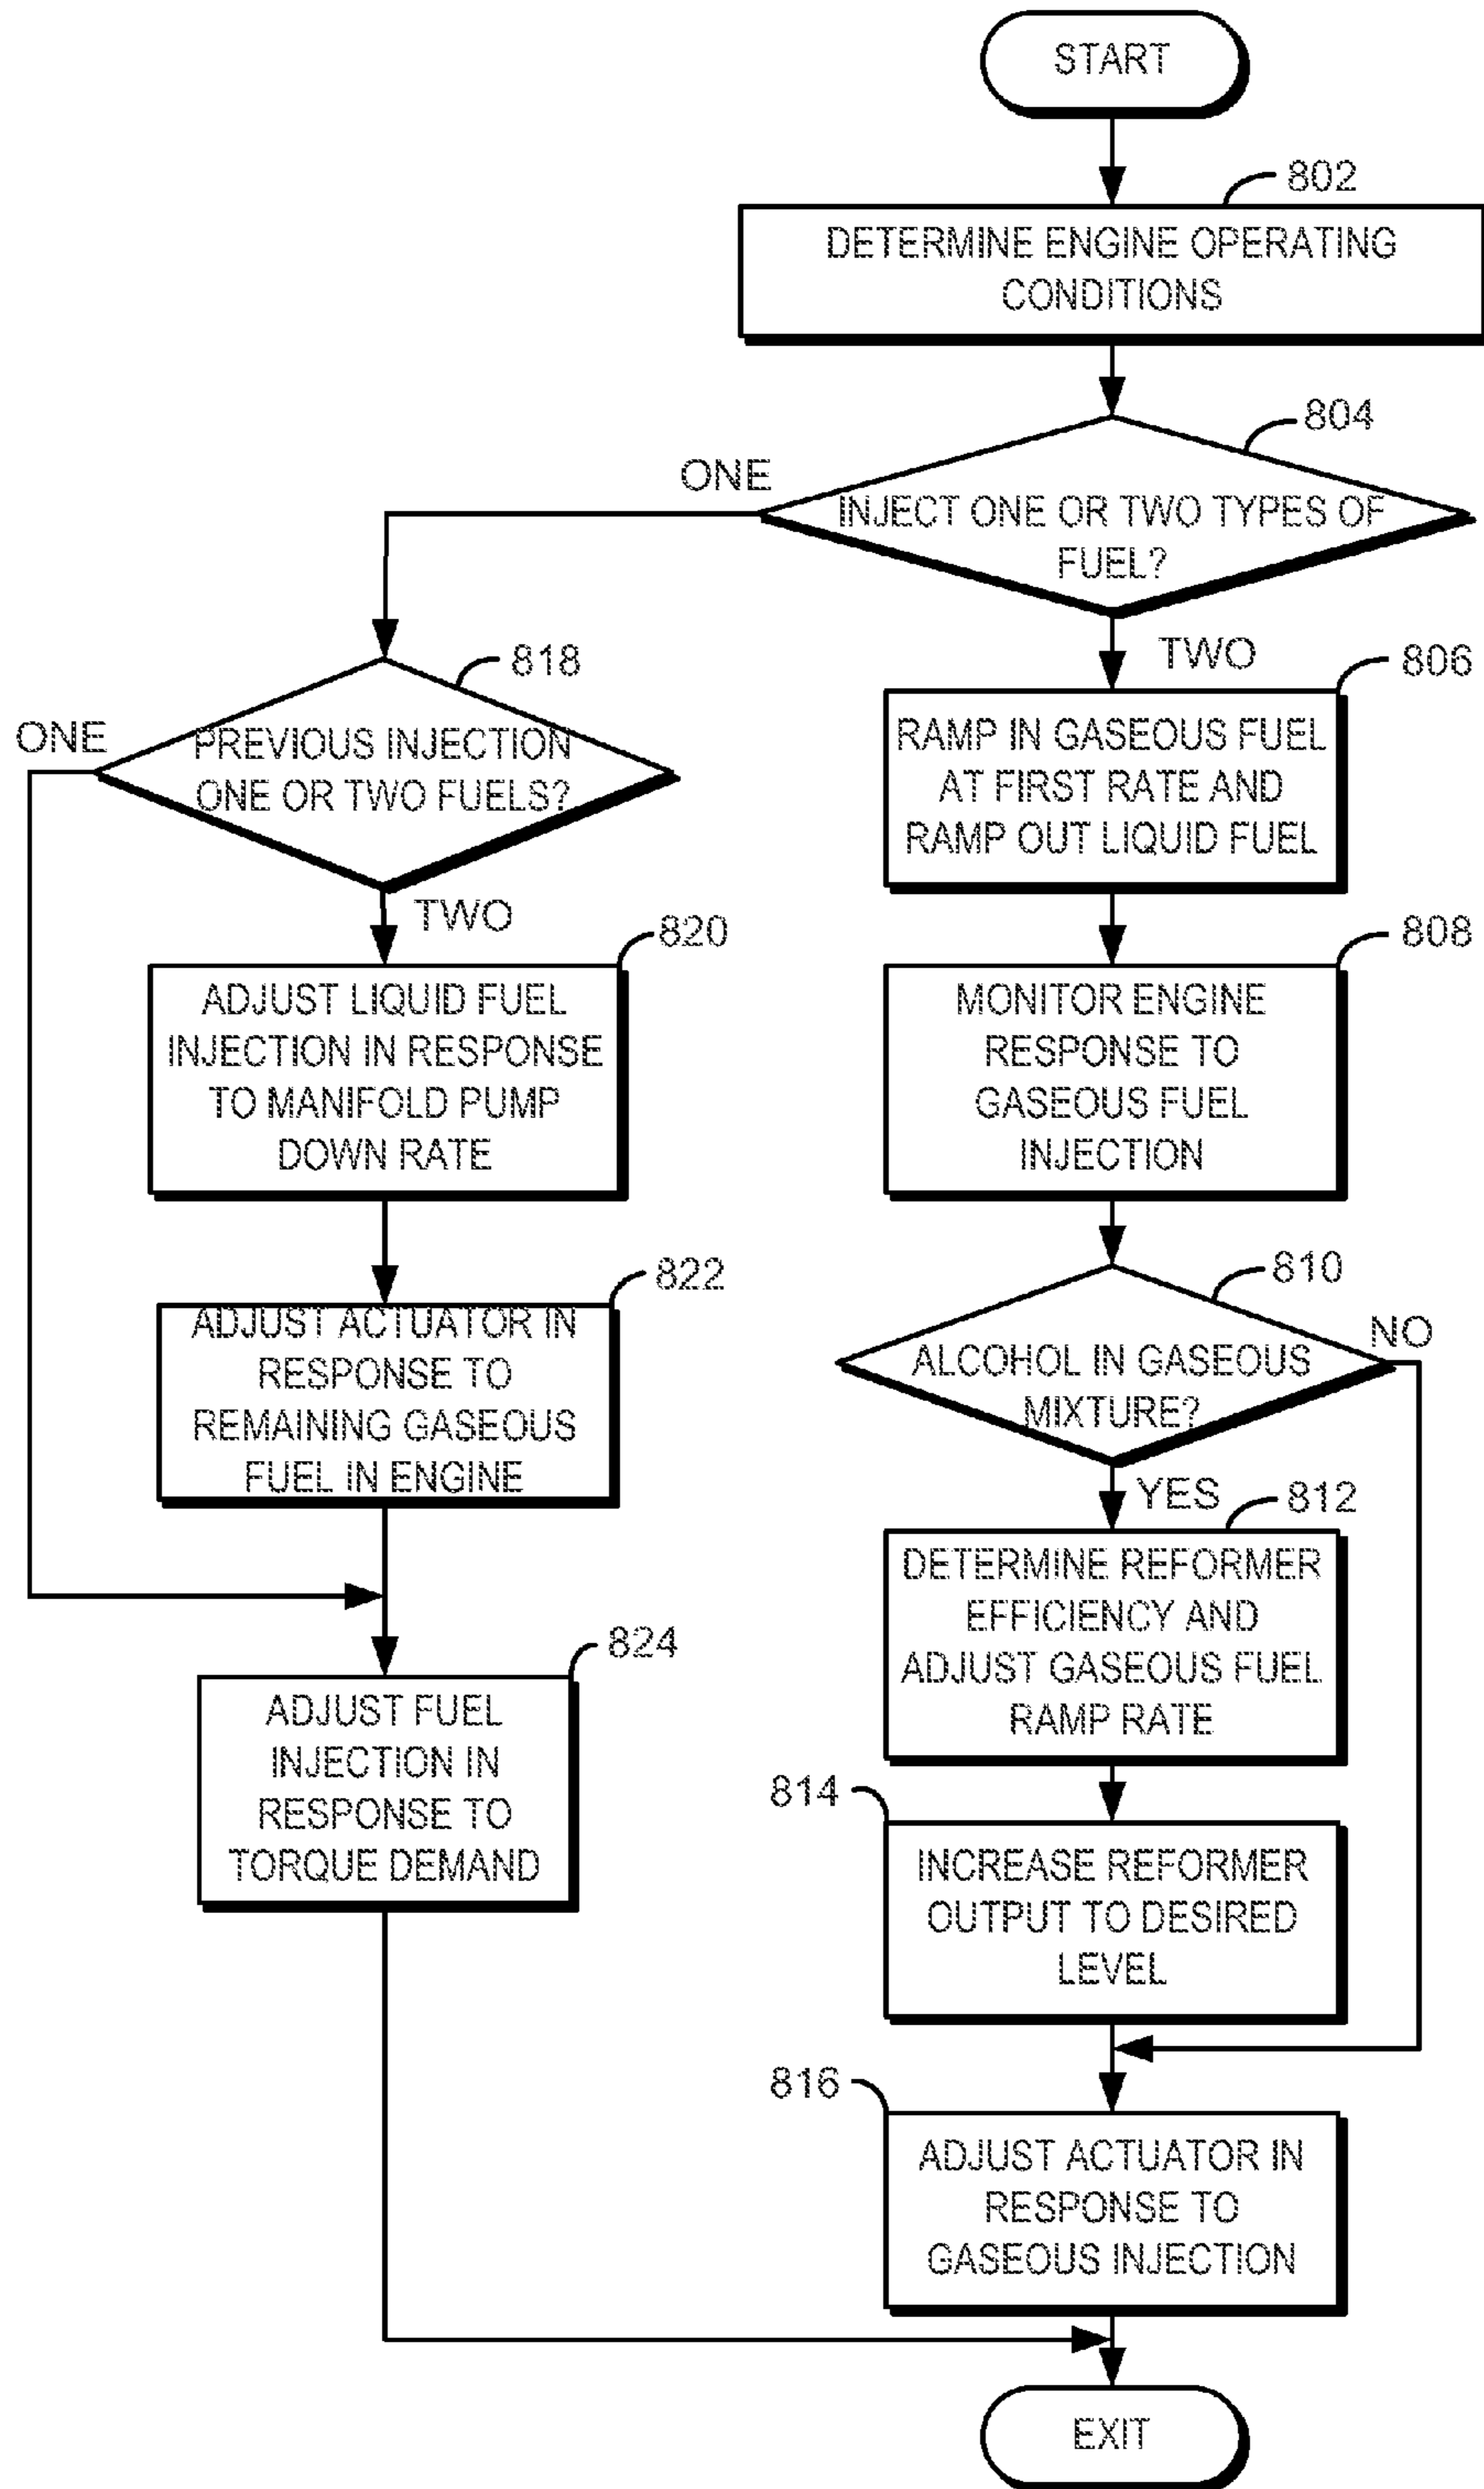 START
802
DETERMINE ENGINE OPERATING
CONDITIONS
804
ONE
INJECT ONE OR TWO TYPES OF
FUEL?
TWO
818
ONE
PREVIOUS INJECTION
ONE OR TWO FUELS?
TWO
806
RAMP IN GASEOUS FUEL
AT FIRST RATE AND
RAMP OUT LIQUID FUEL
820
ADJUST LIQUID FUEL
INJECTION IN RESPONSE
TO MANIFOLD PUMP
DOWN RATE
808
MONITOR ENGINE
RESPONSE TO
GASEOUS FUEL
INJECTION
822
ADJUST ACTUATOR IN
RESPONSE TO
REMAINING GASEOUS
FUEL IN ENGINE
810
NO
ALCOHOL IN GASEOUS
MIXTURE?
YES
812
DETERMINE REFORMER
EFFICIENCY AND
ADJUST GASEOUS FUEL
RAMP RATE
824
ADJUST FUEL
INJECTION IN
RESPONSE TO
TORQUE DEMAND
814
INCREASE REFORMER
OUTPUT TO DESIRED
LEVEL
816
ADJUST ACTUATOR IN
RESPONSE TO
GASEOUS INJECTION
EXIT